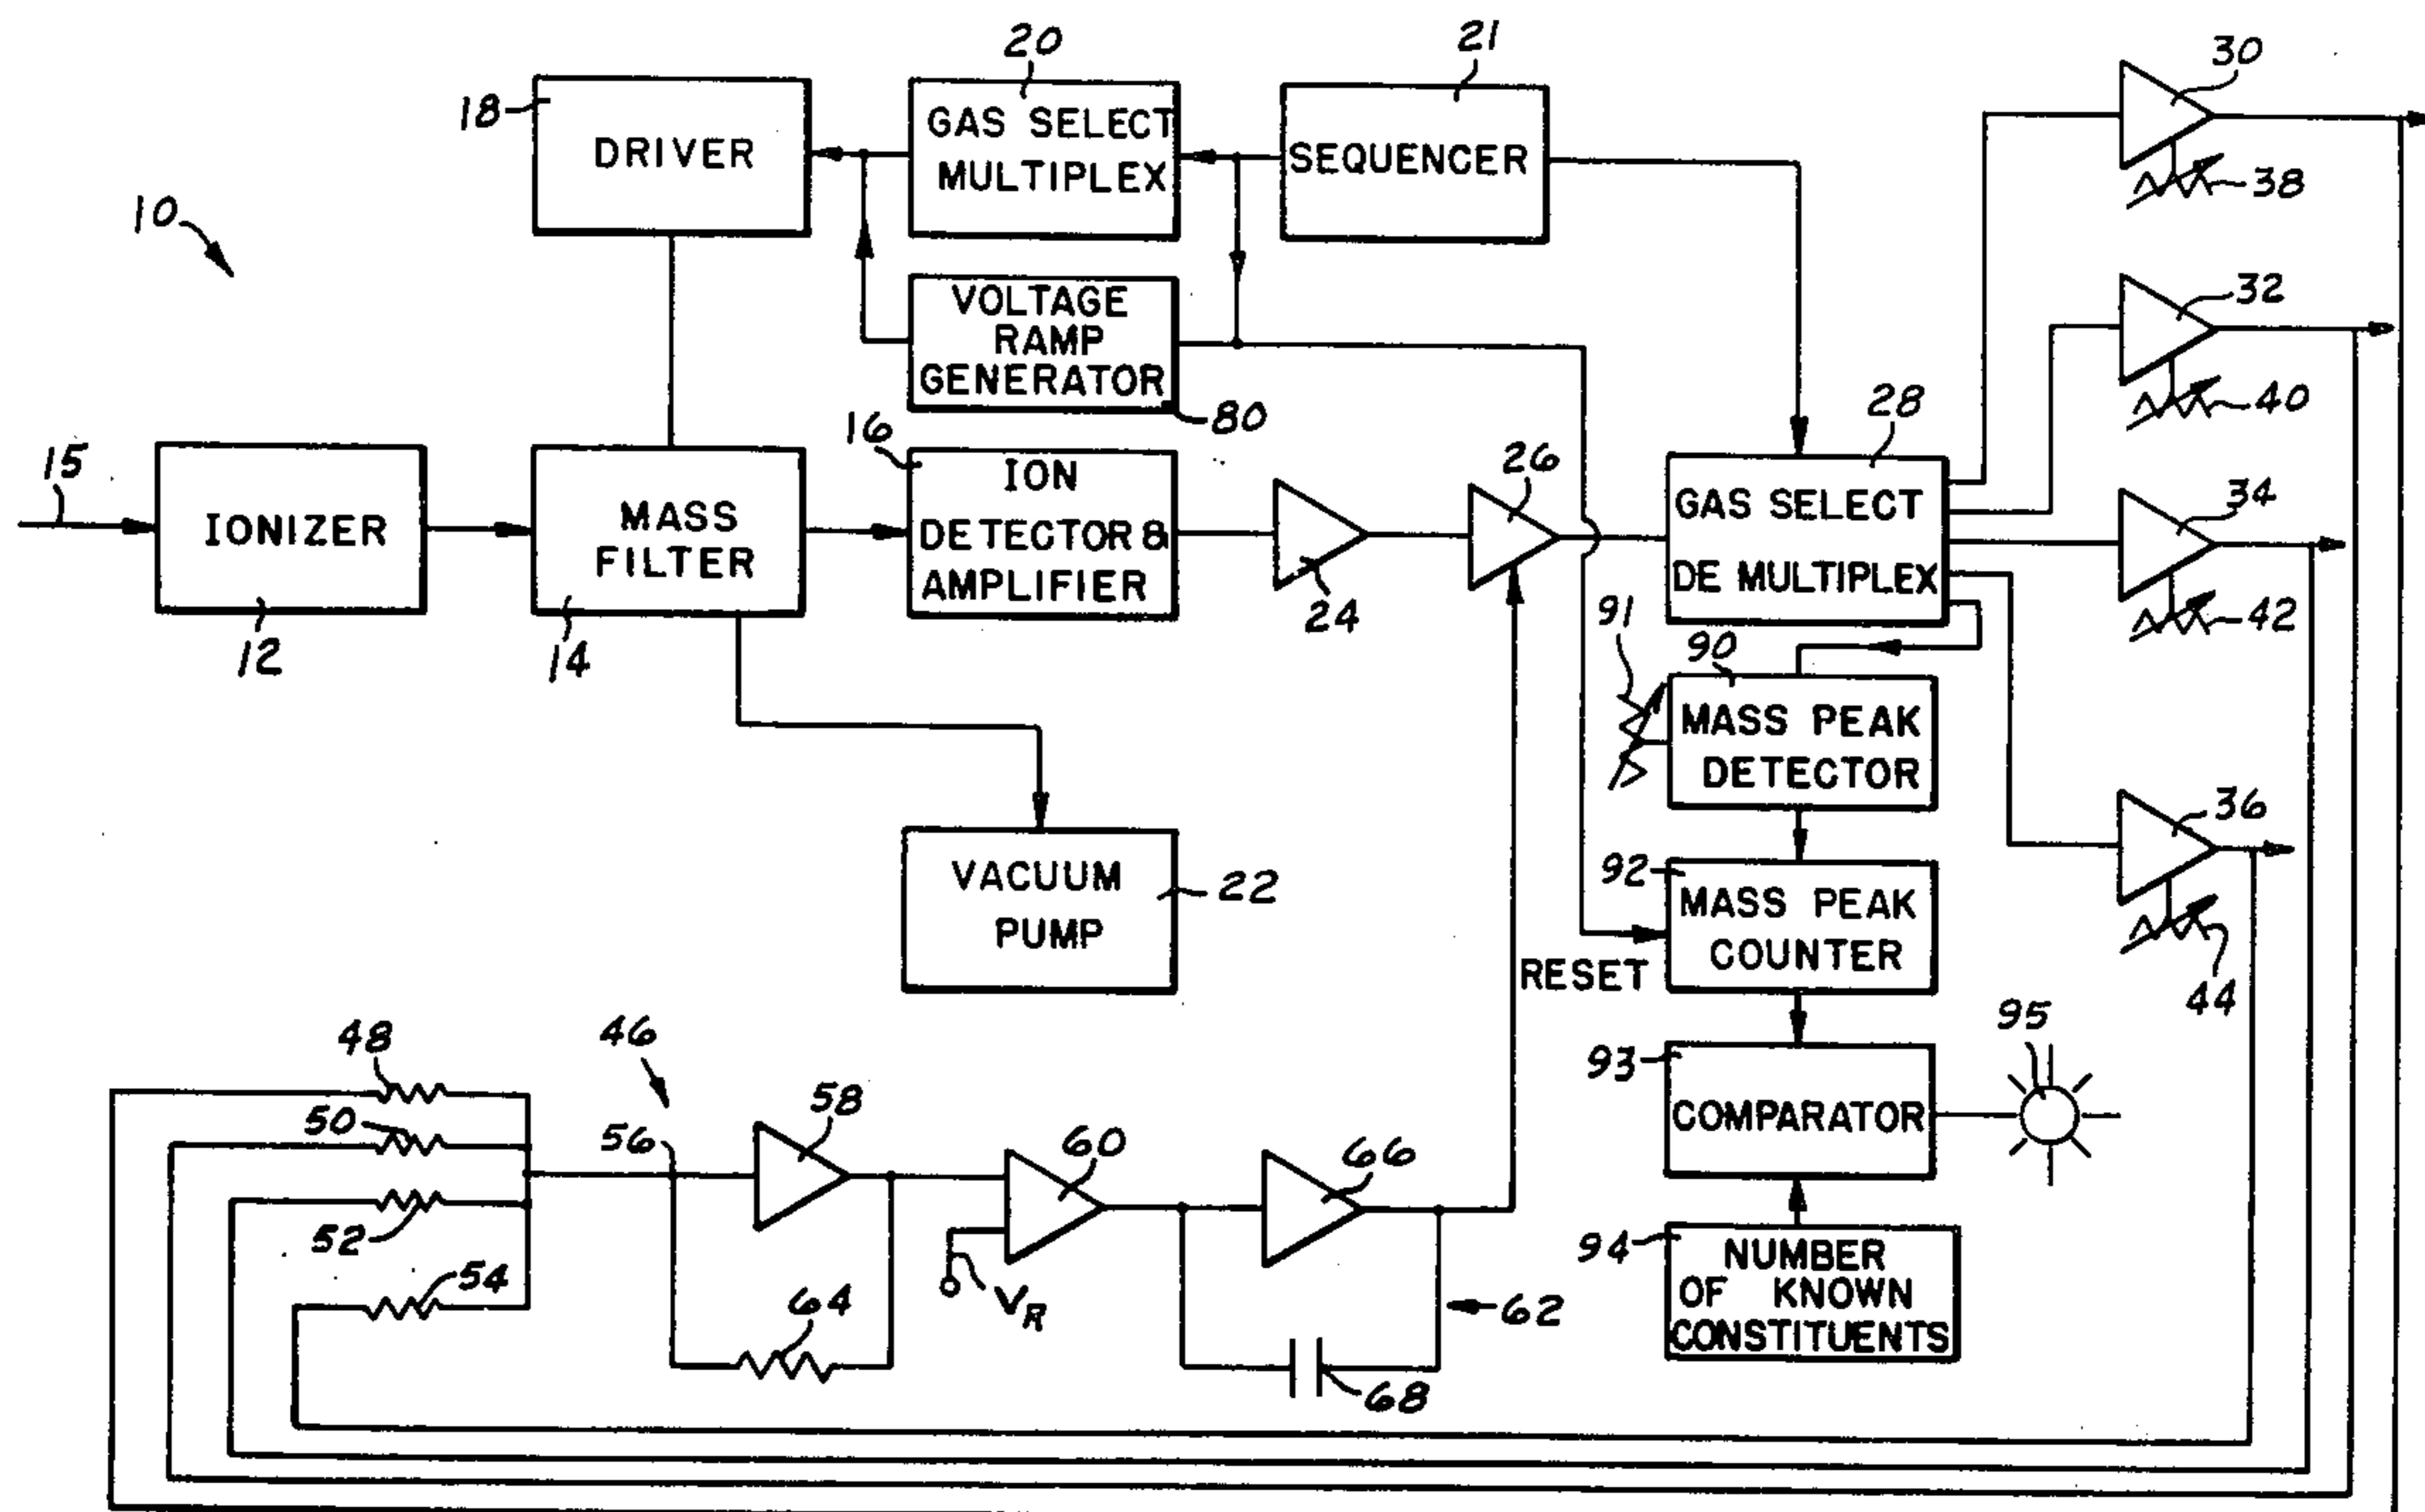 10
15
IONIZER
12
18
DRIVER
20
GAS SELECT
MULTIPLEX
21
SEQUENCER
VOLTAGE
RAMP
GENERATOR
80
MASS
FILTER
14
16
ION
DETECTOR &
AMPLIFIER
24
26
28
GAS SELECT
DE MULTIPLEX
30
38
32
40
34
42
36
44
VACUUM
PUMP
22
91
90
MASS PEAK
DETECTOR
92
MASS PEAK
COUNTER
RESET
93
COMPARATOR
95
94
NUMBER
OF KNOWN
CONSTITUENTS
46
48
50
52
54
56
58
60
VR
64
66
62
68